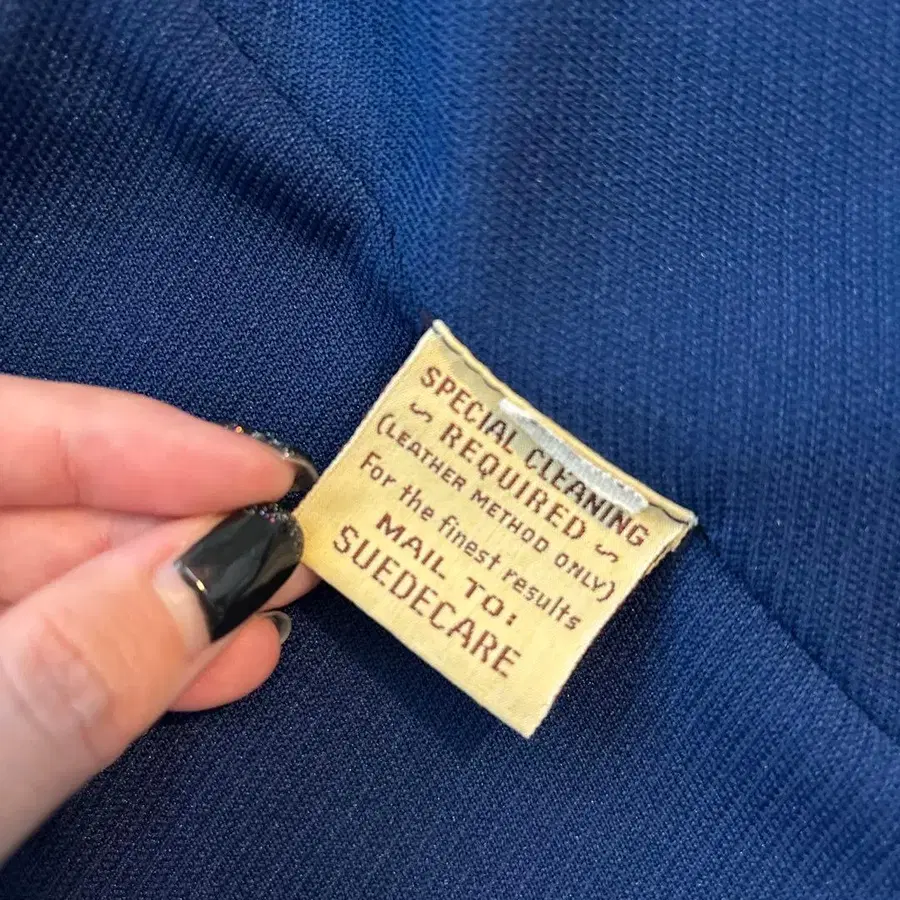 SPECIAL CLEANING
~ REQUIRED ~
(LEATHER METHOD ONLY)
For the finest results
MAIL TO:
SUEDECARE